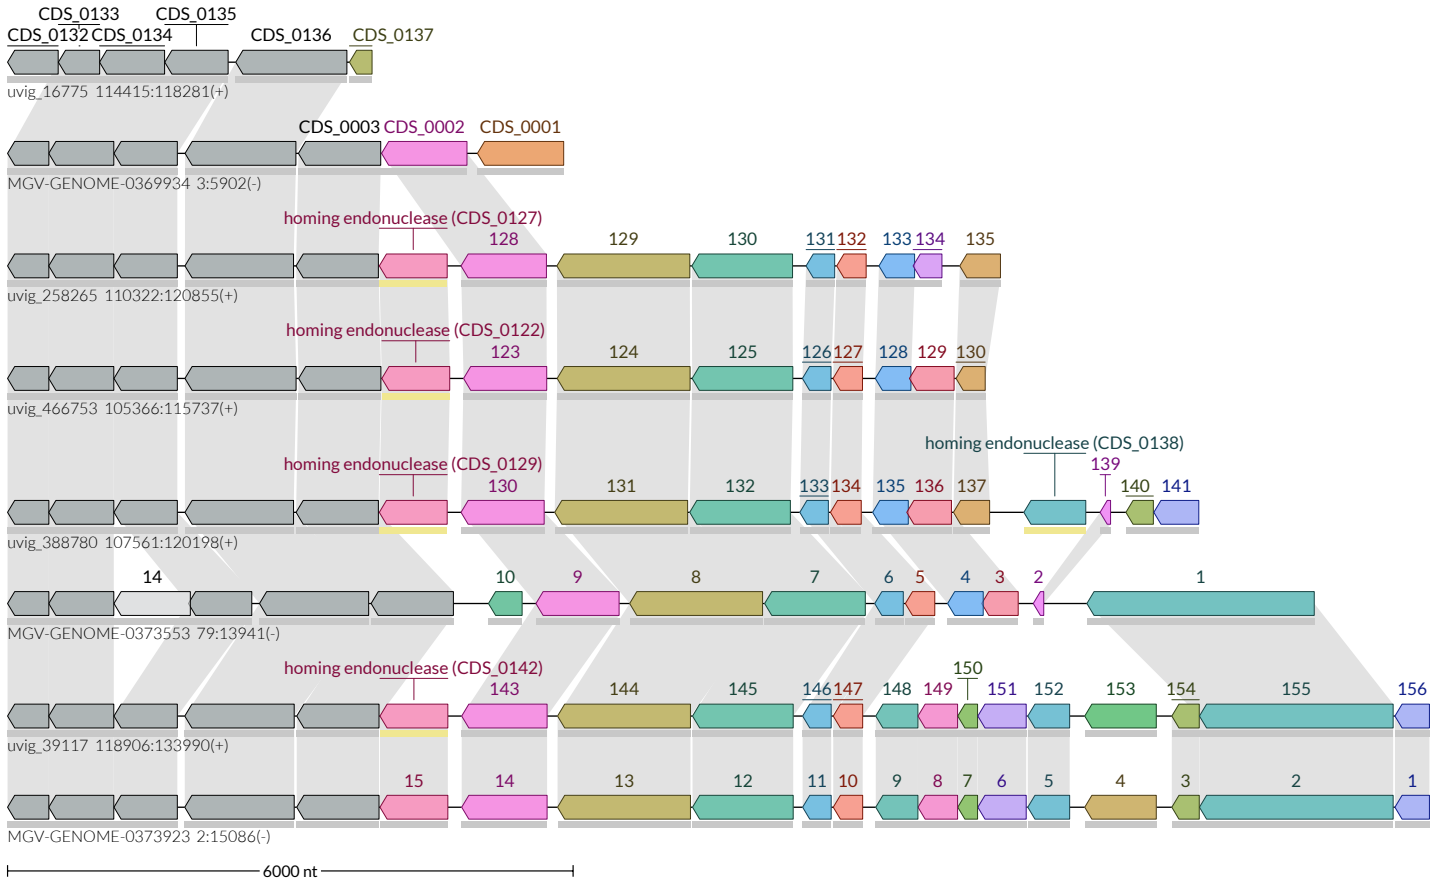 CDS_0133 CDS_0135
CDS_0132 CDS_0134 CDS_0136 CDS_0137
uvig_16775 114415:118281(+)
CDS_0003 CDS_0002 CDS_0001
MGV-GENOME-0369934 3:5902(-)
homing endonuclease (CDS_0127)
128 129 130 131 132 133 134 135
uvig_258265 110322:120855(+)
homing endonuclease (CDS_0122)
123 124 125 126 127 128 129 130
uvig_466753 105366:115737(+)
homing endonuclease (CDS_0138)
homing endonuclease (CDS_0129) 139
130 131 132 133 134 135 136 137 140 141
uvig_388780 107561:120198(+)
14 10 9 8 7 6 5 4 3 2 1
MGV-GENOME-0373553 79:13941(-)
homing endonuclease (CDS_0142) 150
143 144 145 146 147 148 149 151 152 153 154 155 156
uvig_39117 118906:133990(+)
15 14 13 12 11 10 9 8 7 6 5 4 3 2 1
MGV-GENOME-0373923 2:15086(-)
6000 nt